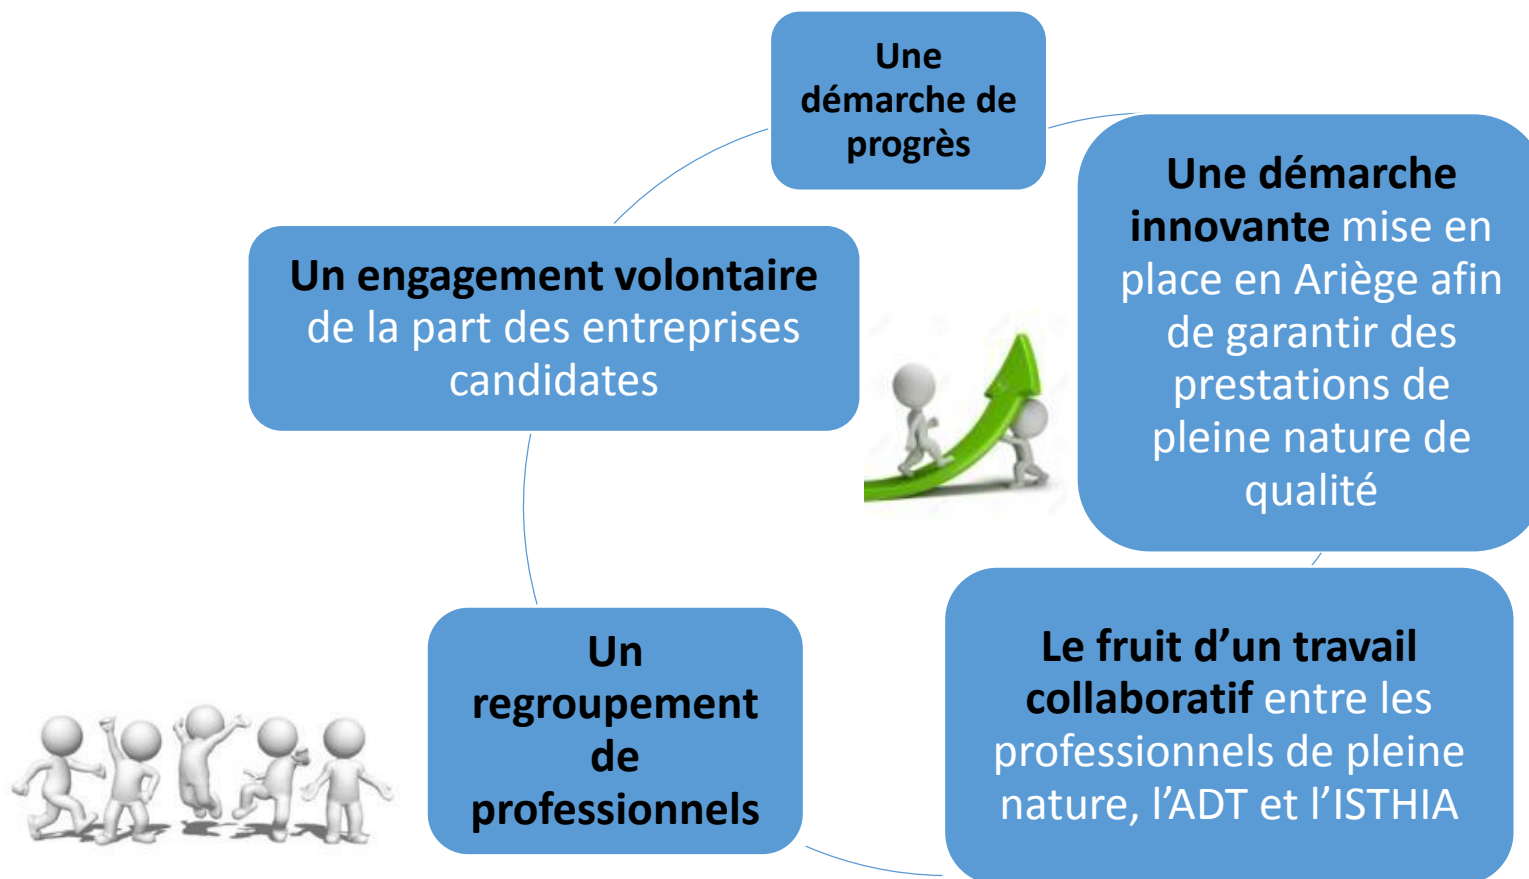 Une
démarche de
progrès
Une démarche
innovante mise en
place en Ariège afin
de garantir des
prestations de
pleine nature de
qualité
Le fruit d’un travail
collaboratif entre les
professionnels de pleine
nature, l’ADT et l’ISTHIA
Un
regroupement
de
professionnels
Un engagement volontaire
de la part des entreprises
candidates